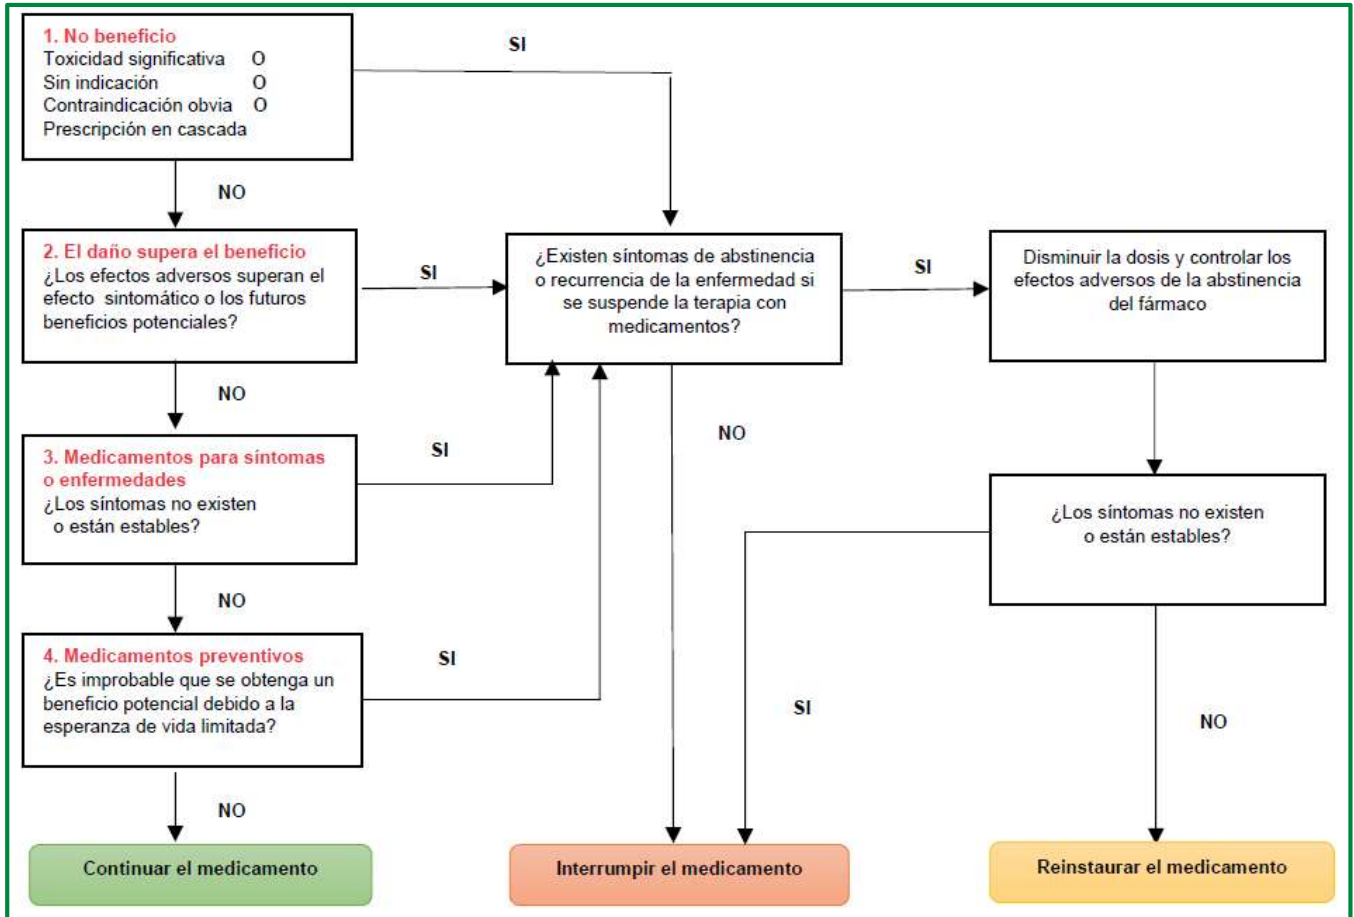 1. No beneficio
Toxicidad significativa O
Sin indicación O
Contraindicación obvia O
Prescripción en cascada
SI
NO
2. El daño supera el beneficio
¿Los efectos adversos superan el
efecto sintomático o los futuros
beneficios potenciales?
SI
¿Existen síntomas de abstinencia
o recurrencia de la enfermedad si
se suspende la terapia con
medicamentos?
SI
Disminuir la dosis y controlar los
efectos adversos de la abstinencia
del fármaco
NO
3. Medicamentos para síntomas
o enfermedades
¿Los síntomas no existen
o están estables?
SI
NO
¿Los síntomas no existen
o están estables?
NO
4. Medicamentos preventivos
¿Es improbable que se obtenga un
beneficio potencial debido a la
esperanza de vida limitada?
SI
SI
NO
NO
Continuar el medicamento
Interrumpir el medicamento
Reinstaurar el medicamento